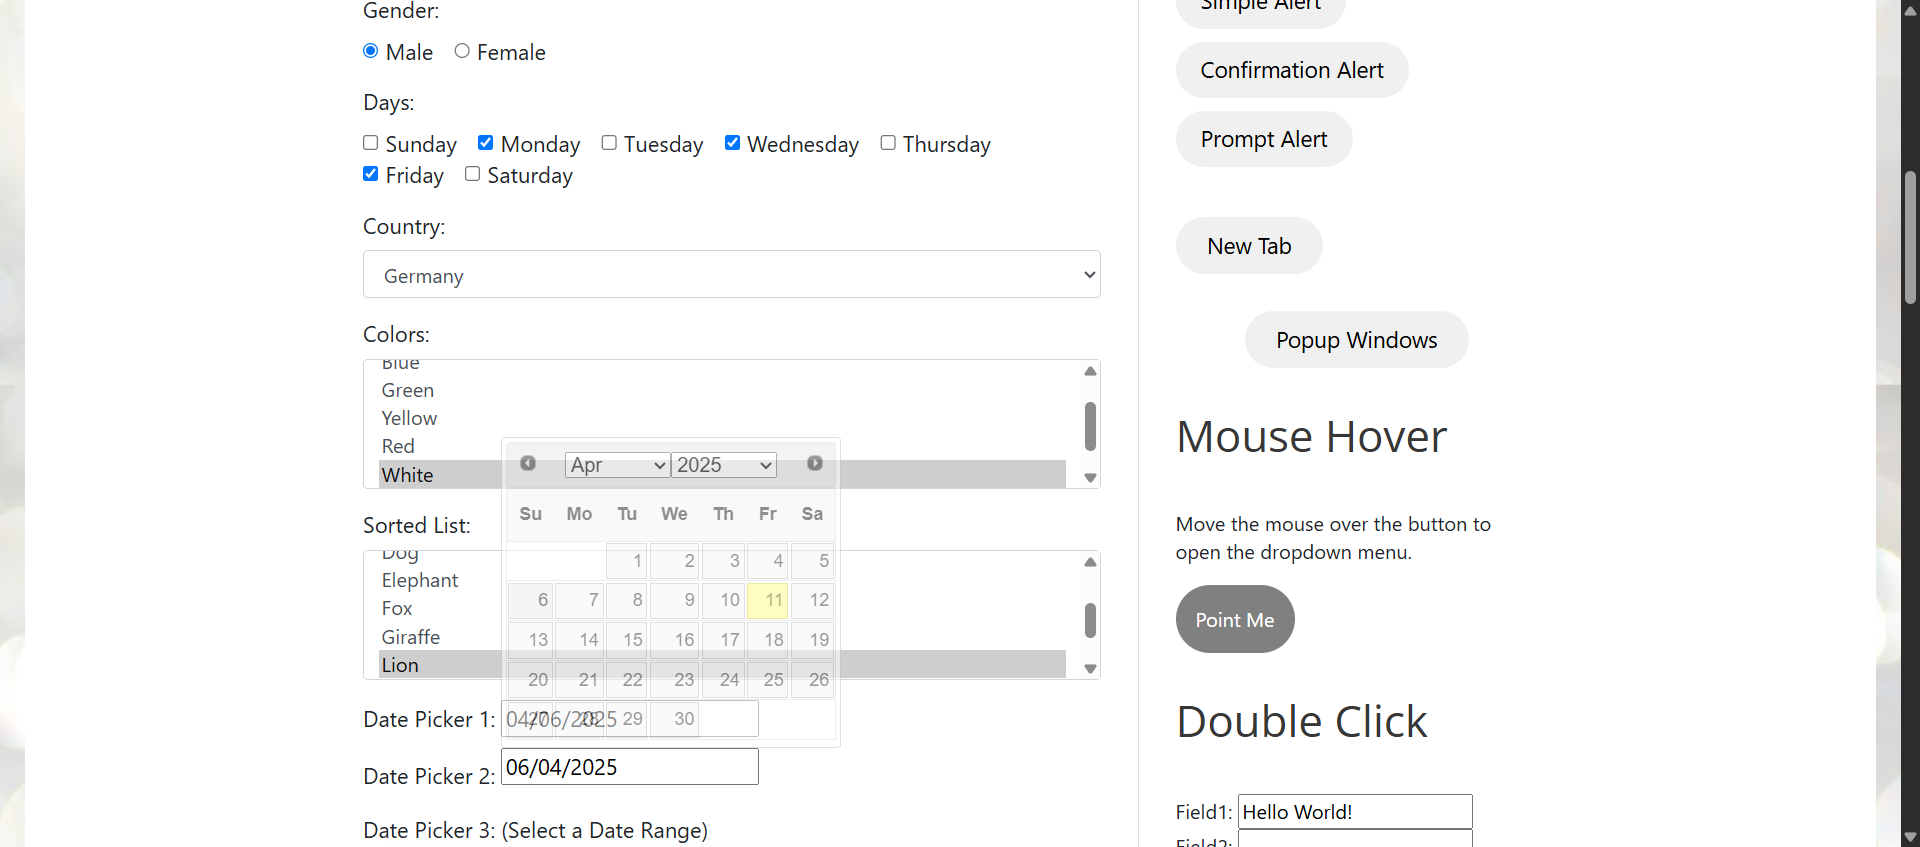 Gender:
Male Female
Days:
Sunday Monday Tuesday Wednesday Thursday
Friday Saturday
Country:
Germany
Colors:
Blue
Green
Yellow
Red
White
Apr 2025
Su Mo Tu We Th Fr Sa
1 2 3 4 5
6 7 8 9 10 11 12
13 14 15 16 17 18 19
20 21 22 23 24 25 26
27 28 29 30
Sorted List:
Dog
Elephant
Fox
Giraffe
Lion
Date Picker 1: 04/06/2025
Date Picker 2: 06/04/2025
Date Picker 3: (Select a Date Range)
Simple Alert
Confirmation Alert
Prompt Alert
New Tab
Popup Windows
Mouse Hover
Move the mouse over the button to
open the dropdown menu.
Point Me
Double Click
Field1: Hello World!
Field2: